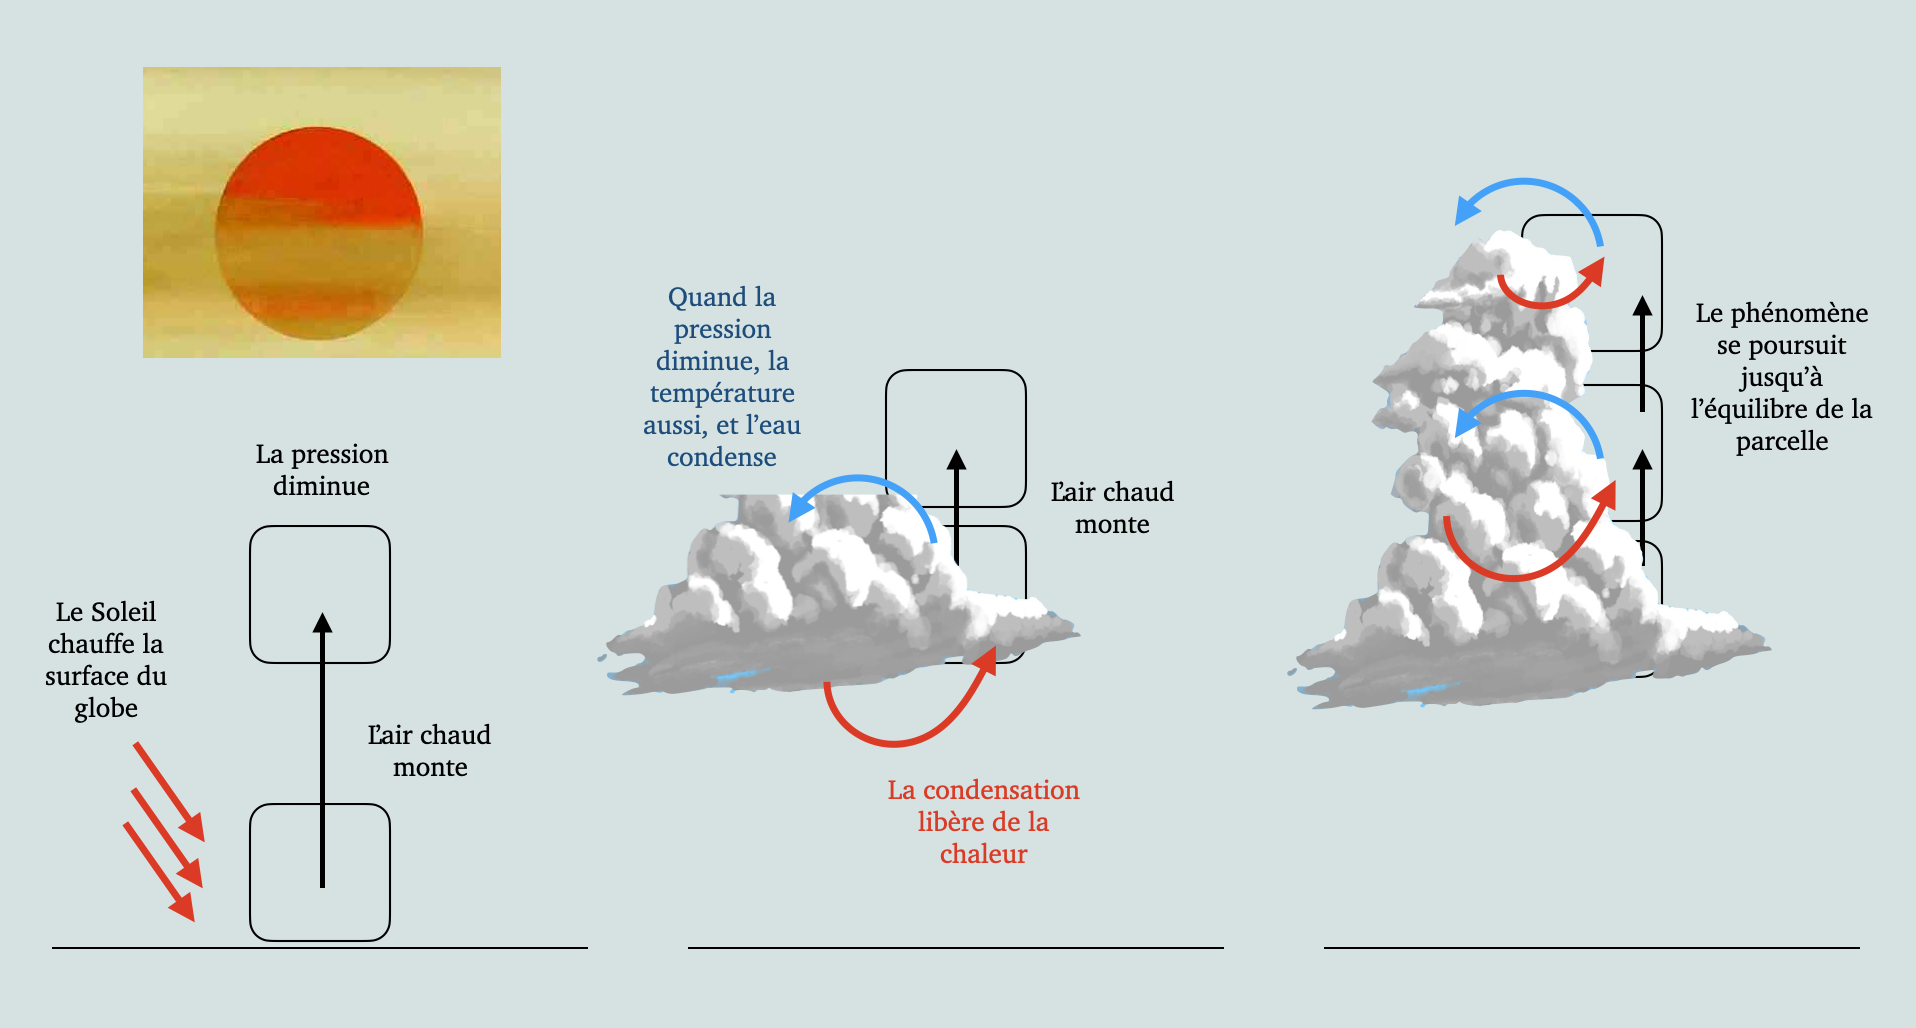 La pression
diminue
Le Soleil
chauffe la
surface du
globe
L’air chaud
monte
Quand la
pression
diminue, la
température
aussi, et l’eau
condense
L’air chaud
monte
La condensation
libère de la
chaleur
Le phénomène
se poursuit
jusqu’à
l’équilibre de la
parcelle